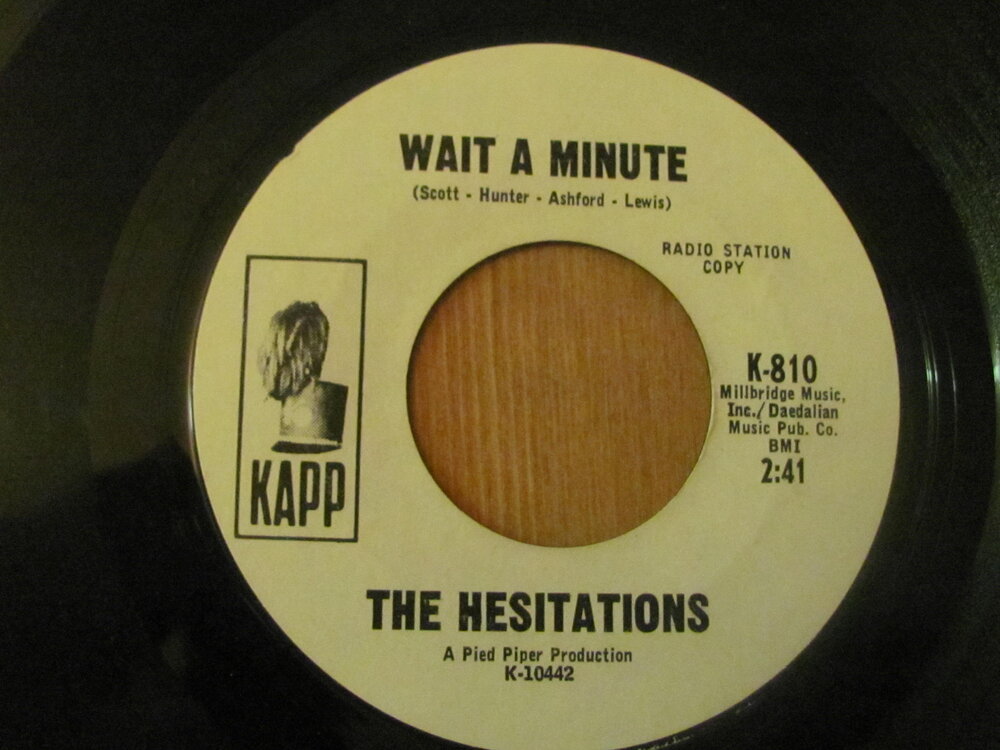 WAIT A MINUTE
(Scott - Hunter - Ashford - Lewis)
RADIO STATION
COPY
K-810
Millbridge Music,
Inc./Daedalian
Music Pub. Co.
BMI
2:41
KAPP
THE HESITATIONS
A Pied Piper Production
K-10442